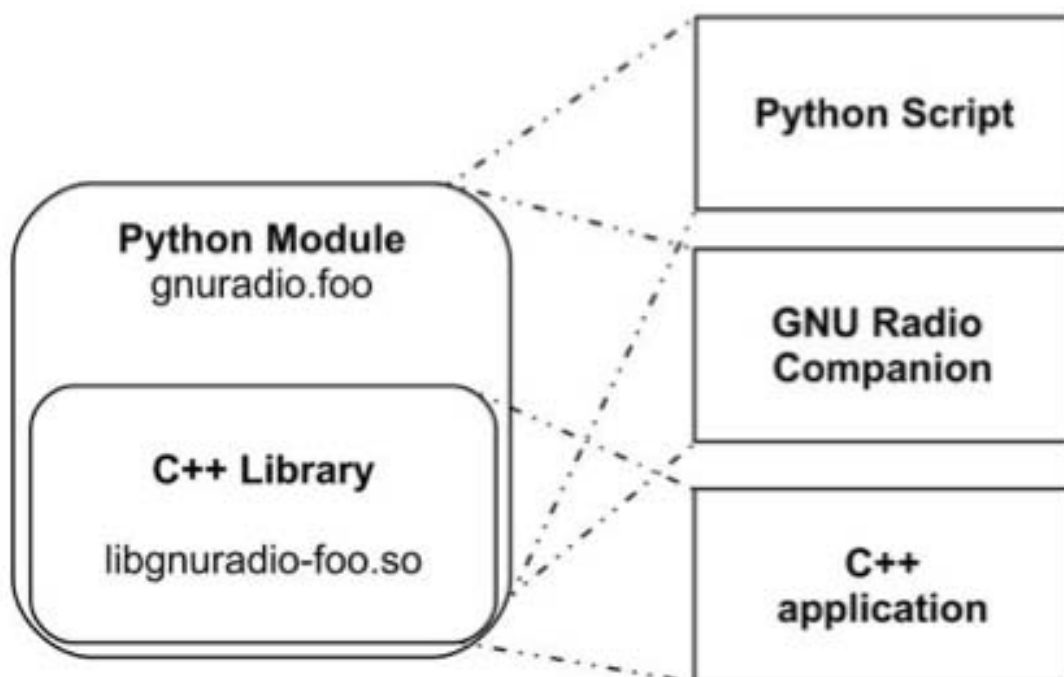 Python Module
gnuradio.foo
C++ Library
libgnuradio-foo.so
Python Script
GNU Radio
Companion
C++
application